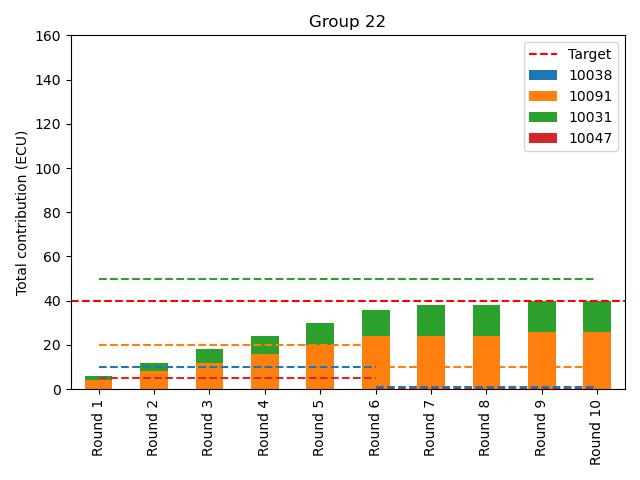 Group 22
Total contribution (ECU)
160
140
120
100
80
60
40
20
0
Target
10038
10091
10031
10047
Round 1
Round 2
Round 3
Round 4
Round 5
Round 6
Round 7
Round 8
Round 9
Round 10